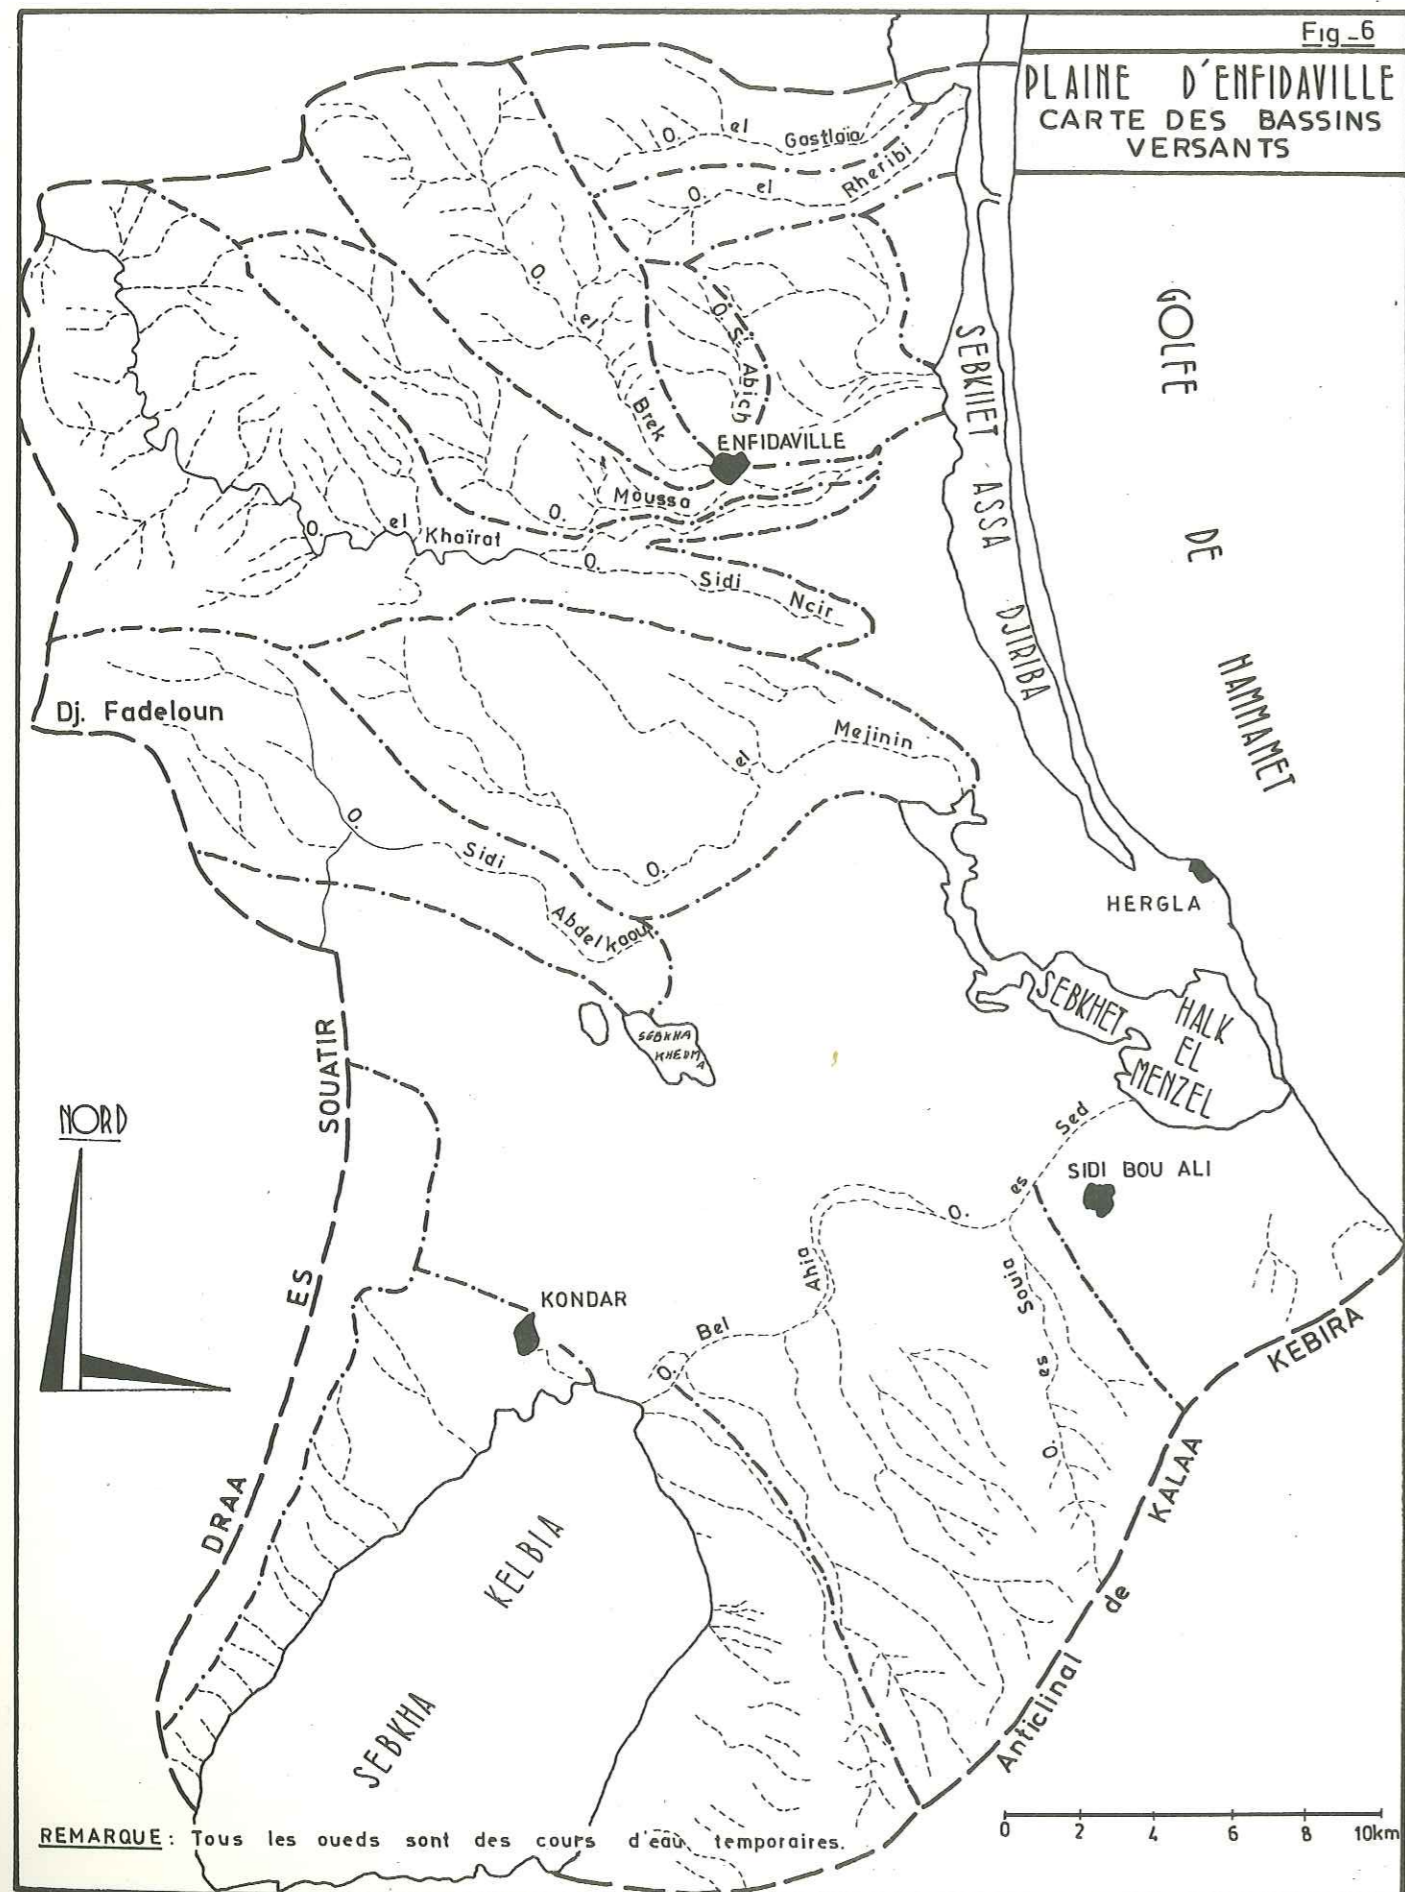 Fig_6
PLAINE D'ENFIDAVILLE
CARTE DES BASSINS
VERSANTS
O. el Gastlaïa
O. el Rheribi
O. el Brek
O. S. Abich
ENFIDAVILLE
O. Moussa
O. el Khaïrat
O. Sidi Ncir
SEBKHET ASSA DJIRIBA
GOLFE DE HAMMAMET
Dj. Fadeloun
O. el Mejinin
O. Sidi Abdelkaoui
HERGLA
SEBKHET HALK EL MENZEL
SEBKHA
KHEDMA
NORD
DRAA ES SOUATIR
O. es Sed
SIDI BOU ALI
O. es Souia
KONDAR
O. Bel Ahia
SEBKHA KELBIA
Anticlinal de KALAA KEBIRA
0 2 4 6 8 10km
REMARQUE : Tous les oueds sont des cours d'eau temporaires.